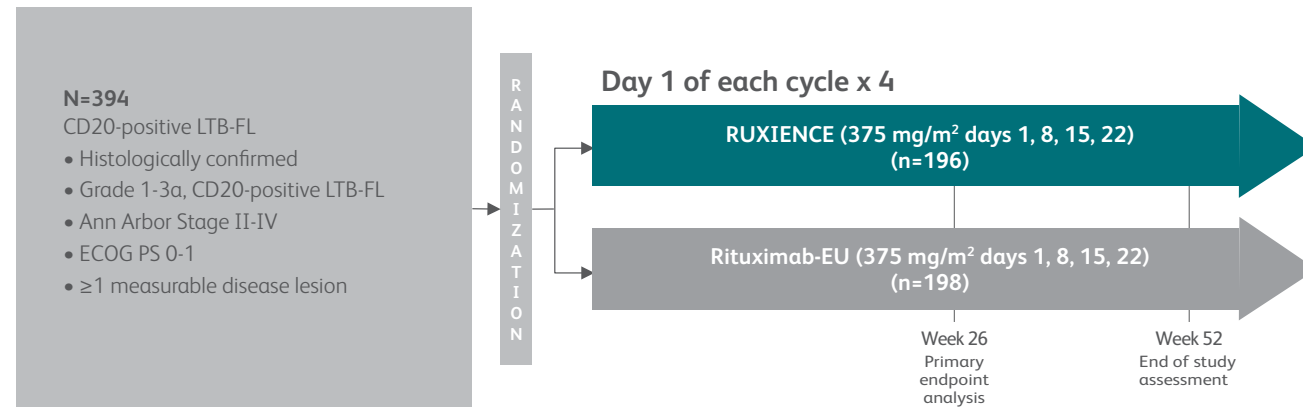 N=394
CD20-positive LTB-FL
• Histologically confirmed
• Grade 1-3a, CD20-positive LTB-FL
• Ann Arbor Stage II-IV
• ECOG PS 0-1
• ≥1 measurable disease lesion
RANDOMIZATION
Day 1 of each cycle x 4
RUXIENCE (375 mg/m² days 1, 8, 15, 22)
(n=196)
Rituximab-EU (375 mg/m² days 1, 8, 15, 22)
(n=198)
Week 26
Primary
endpoint
analysis
Week 52
End of study
assessment